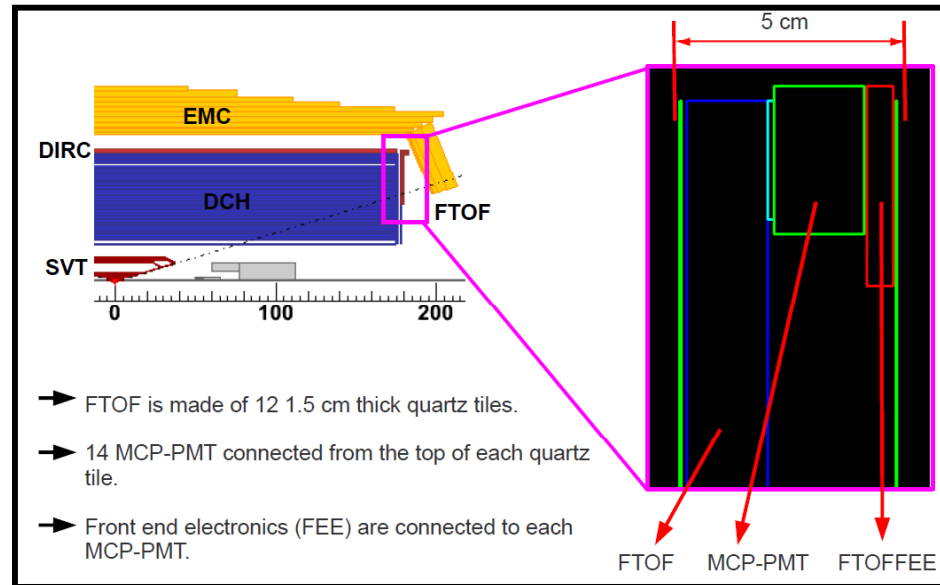 5 cm
EMC
DIRC
DCH
FTOF
SVT
0 100 200
FTOF is made of 12 1.5 cm thick quartz tiles.
14 MCP-PMT connected from the top of each quartz
tile.
Front end electronics (FEE) are connected to each
MCP-PMT.
FTOF MCP-PMT FTOFFEE